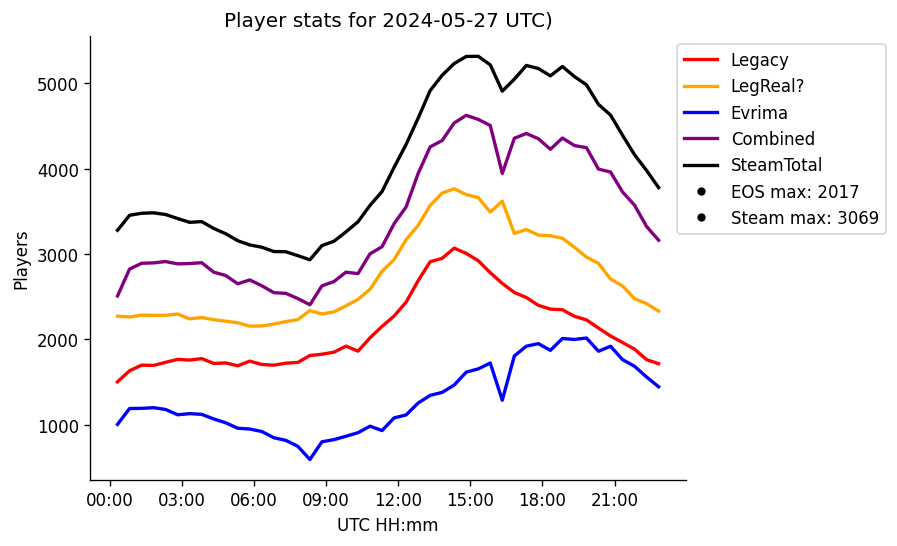 Player stats for 2024-05-27 UTC)
Players
5000
4000
3000
2000
1000
00:00 03:00 06:00 09:00 12:00 15:00 18:00 21:00
UTC HH:mm
Legacy
LegReal?
Evrima
Combined
SteamTotal
EOS max: 2017
Steam max: 3069